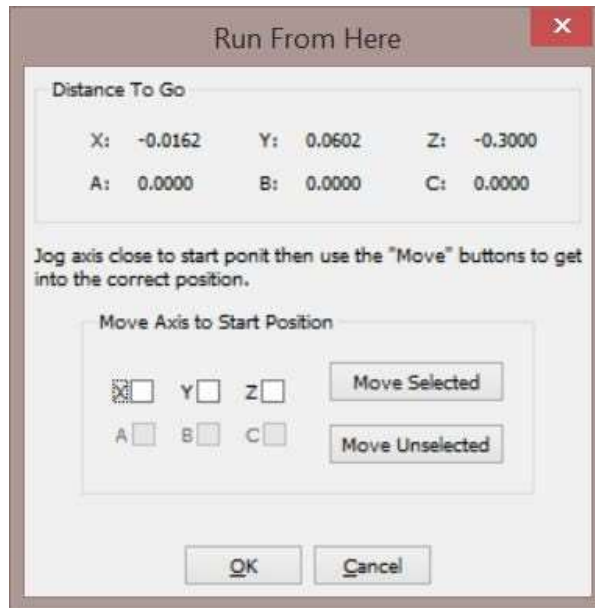 Run From Here
Distance To Go
X: -0.0162 Y: 0.0602 Z: -0.3000
A: 0.0000 B: 0.0000 C: 0.0000
Jog axis close to start ponit then use the "Move" buttons to get
into the correct position.
Move Axis to Start Position
X Y Z Move Selected
A B C Move Unselected
OK Cancel